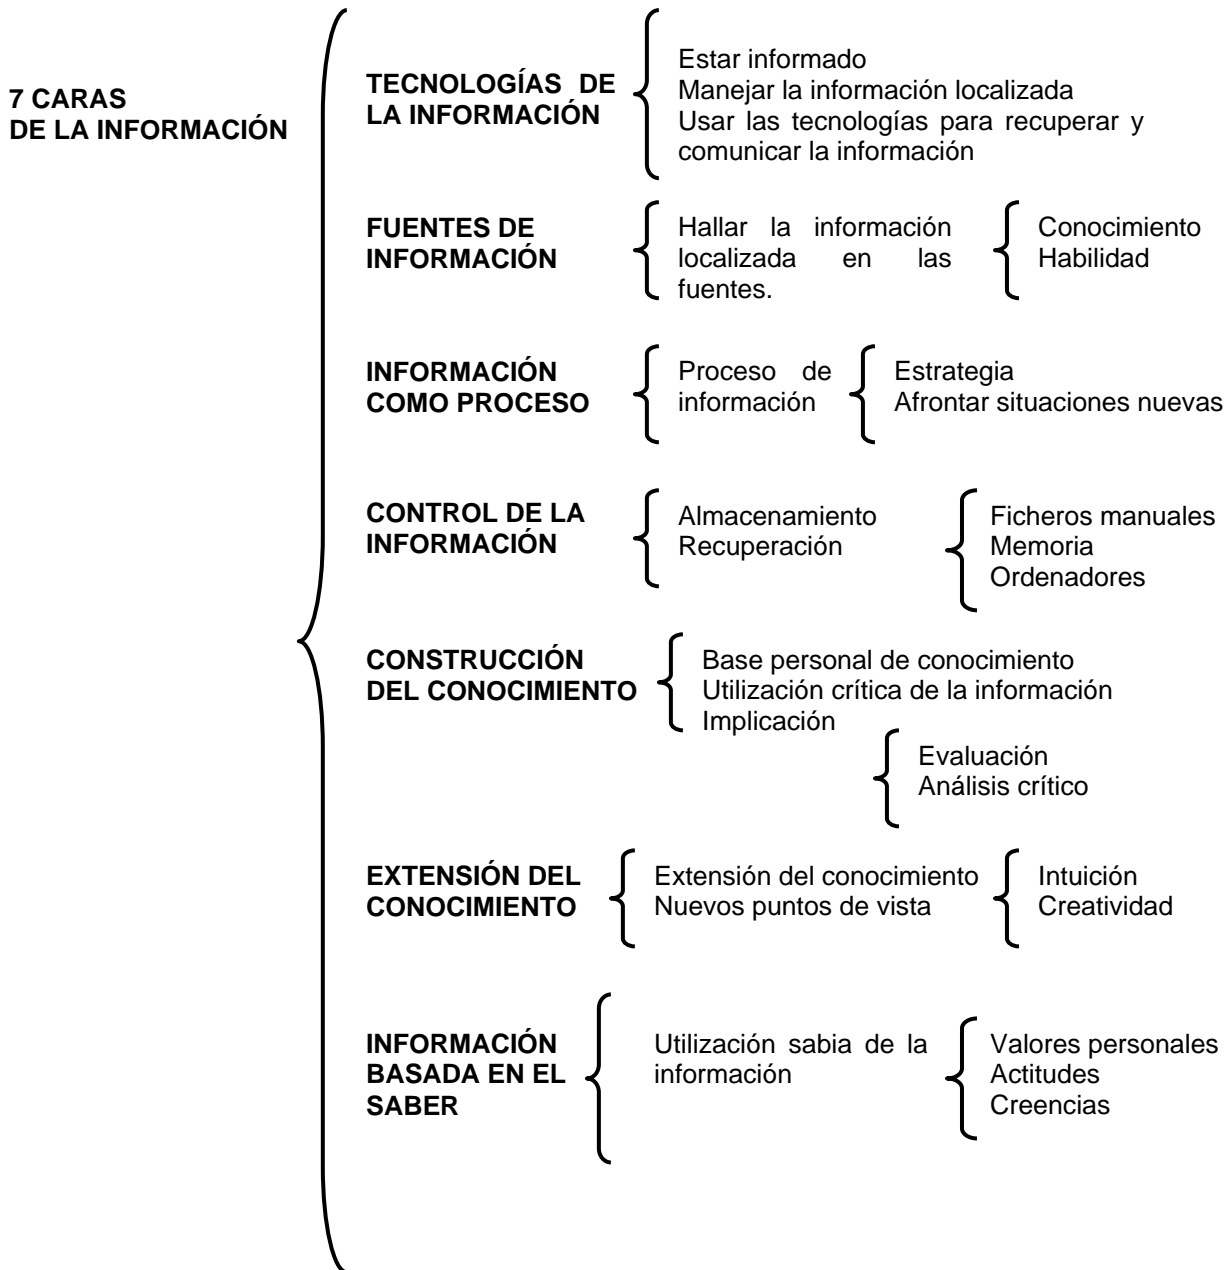 7 CARAS
DE LA INFORMACIÓN
TECNOLOGÍAS DE
LA INFORMACIÓN
Estar informado
Manejar la información localizada
Usar las tecnologías para recuperar y
comunicar la información
FUENTES DE
INFORMACIÓN
Hallar la información
localizada en las
fuentes.
Conocimiento
Habilidad
INFORMACIÓN
COMO PROCESO
Proceso de
información
Estrategia
Afrontar situaciones nuevas
CONTROL DE LA
INFORMACIÓN
Almacenamiento
Recuperación
Ficheros manuales
Memoria
Ordenadores
CONSTRUCCIÓN
DEL CONOCIMIENTO
Base personal de conocimiento
Utilización crítica de la información
Implicación
Evaluación
Análisis crítico
EXTENSIÓN DEL
CONOCIMIENTO
Extensión del conocimiento
Nuevos puntos de vista
Intuición
Creatividad
INFORMACIÓN
BASADA EN EL
SABER
Utilización sabia de la
información
Valores personales
Actitudes
Creencias